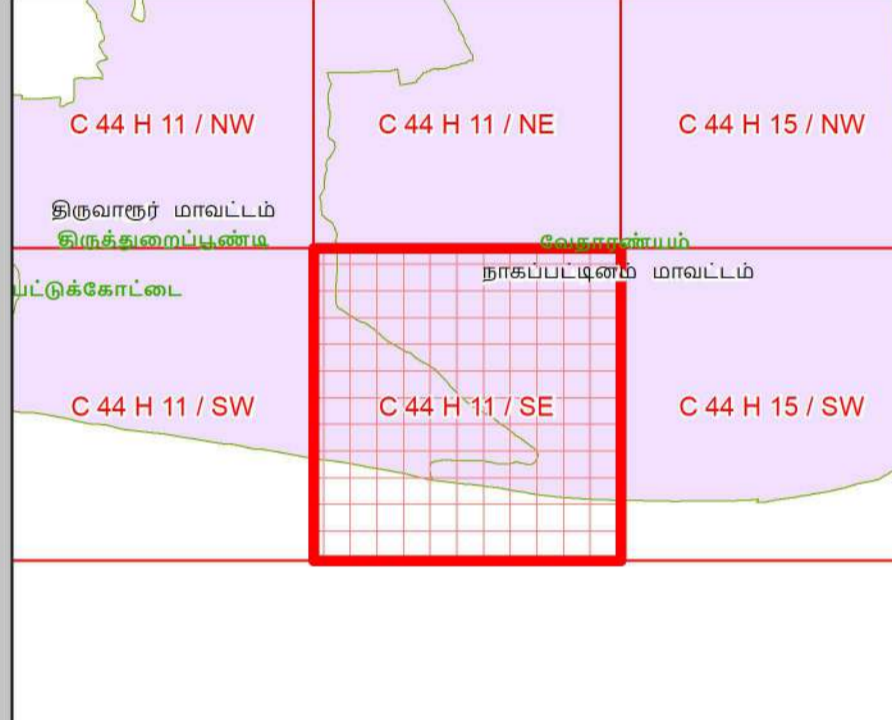 C 44 H 11 / NW
C 44 H 11 / NE
C 44 H 15 / NW
திருவாரூர் மாவட்டம்
திருத்துறைப்பூண்டி
வேதாரண்யம்
நாகப்பட்டினம் மாவட்டம்
பட்டுக்கோட்டை
C 44 H 11 / SW
C 44 H 11 / SE
C 44 H 15 / SW